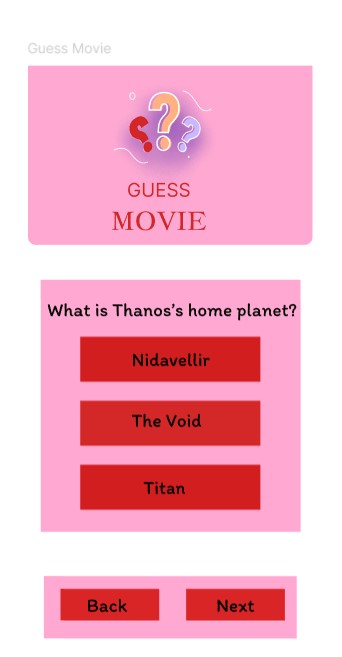 Guess Movie
GUESS
MOVIE
What is Thanos's home planet?
Nidavellir
The Void
Titan
Back
Next